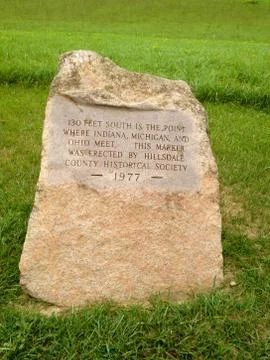 130 FEET SOUTH IS THE POINT
WHERE INDIANA, MICHIGAN, AND
OHIO MEET. THIS MARKER
WAS ERECTED BY HILLSDALE
COUNTY HISTORICAL SOCIETY
— 1977 —